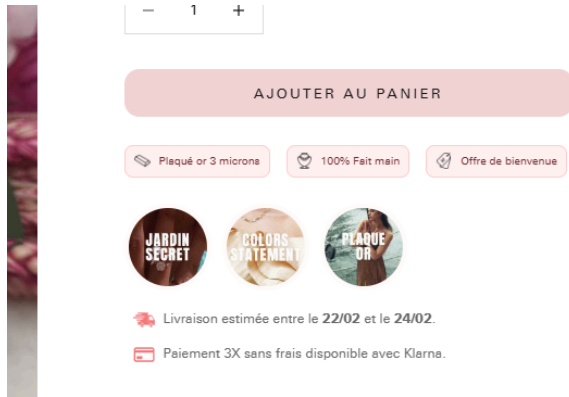 1
AJOUTER AU PANIER
Plaqué or 3 microns
100% Fait main
Offre de bienvenue
JARDIN
SECRET
COLORS
STATEMENT
PLAQUE
OR
Livraison estimée entre le 22/02 et le 24/02.
Paiement 3X sans frais disponible avec Klarna.